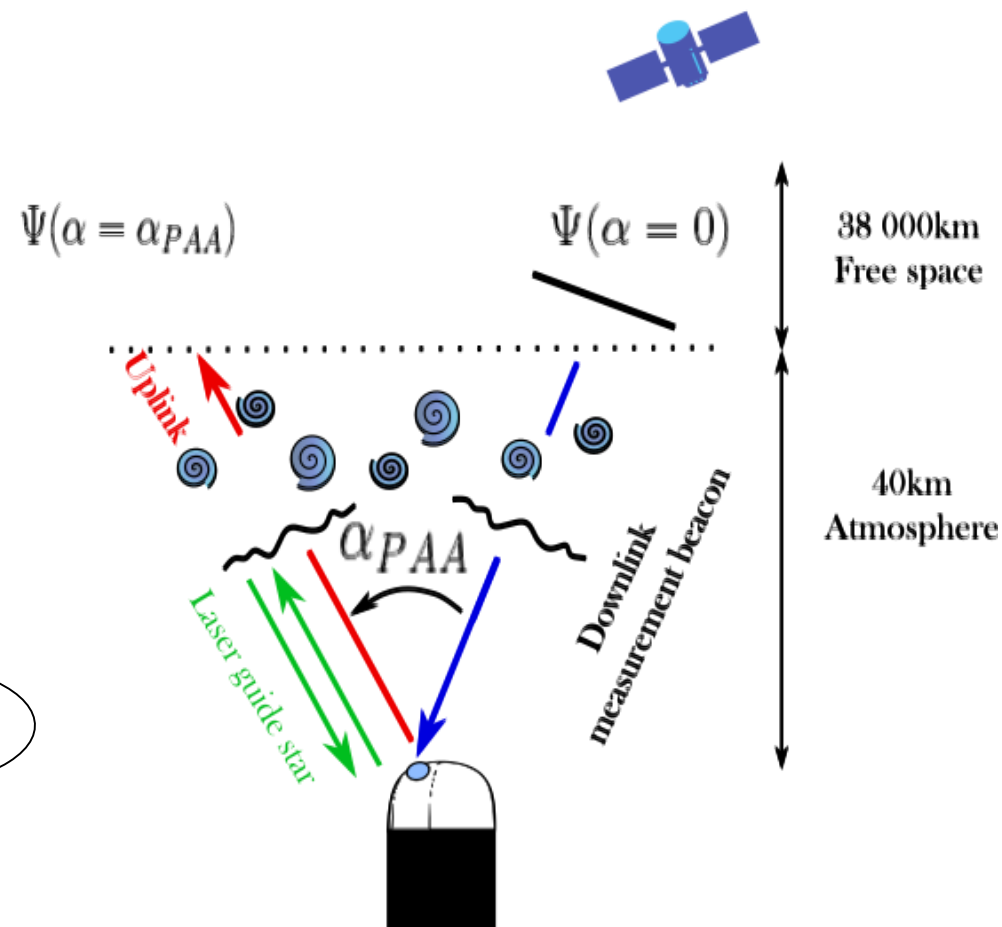 Ψ(α = α_PAA)
Ψ(α = 0)
38 000km
Free space
Uplink
40km
Atmosphere
α_PAA
Downlink
measurement beacon
Laser guide star